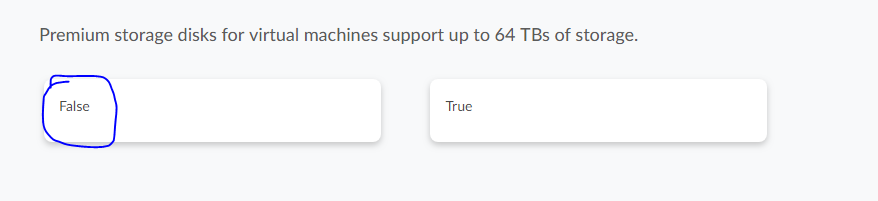 Premium storage disks for virtual machines support up to 64 TBs of storage.
False
True